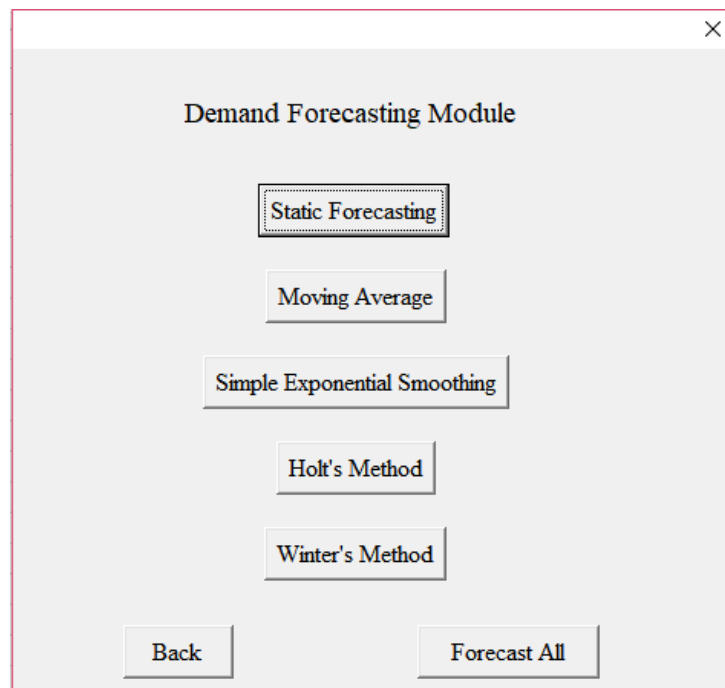 Demand Forecasting Module
Static Forecasting
Moving Average
Simple Exponential Smoothing
Holt's Method
Winter's Method
Back
Forecast All